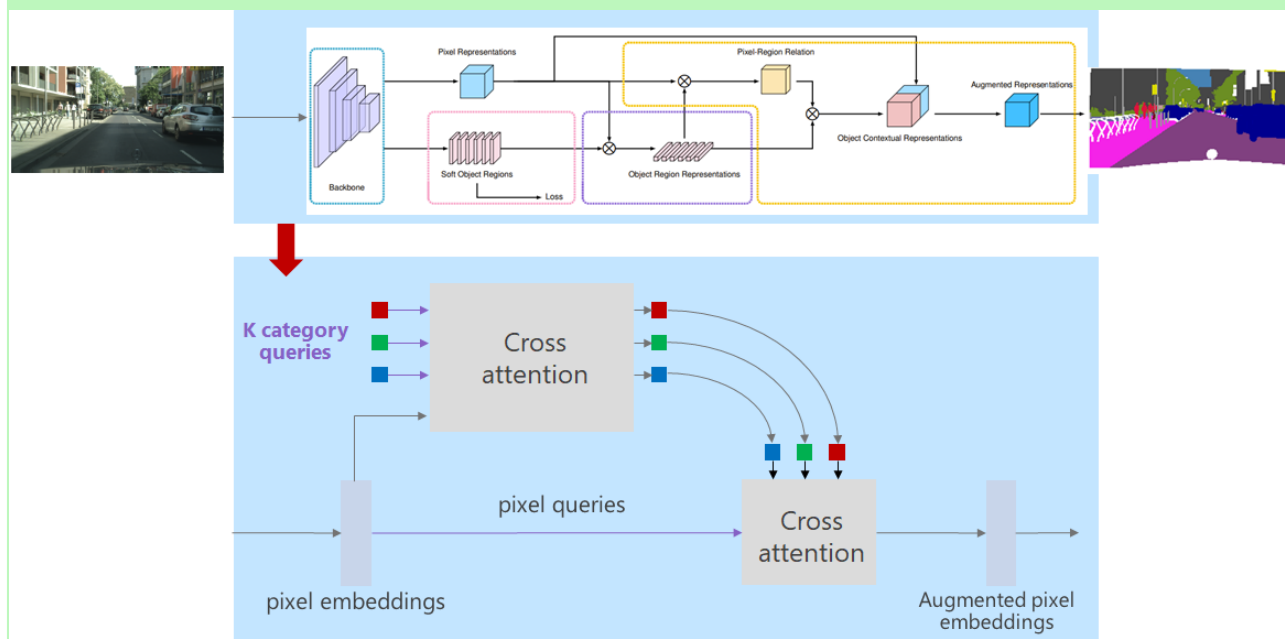 Pixel Representations
Pixel-Region Relation
Augmented Representations
Object Contextual Representations
Soft Object Regions
Object Region Representations
Backbone
Loss
K category
queries
Cross
attention
pixel queries
Cross
attention
pixel embeddings
Augmented pixel
embeddings